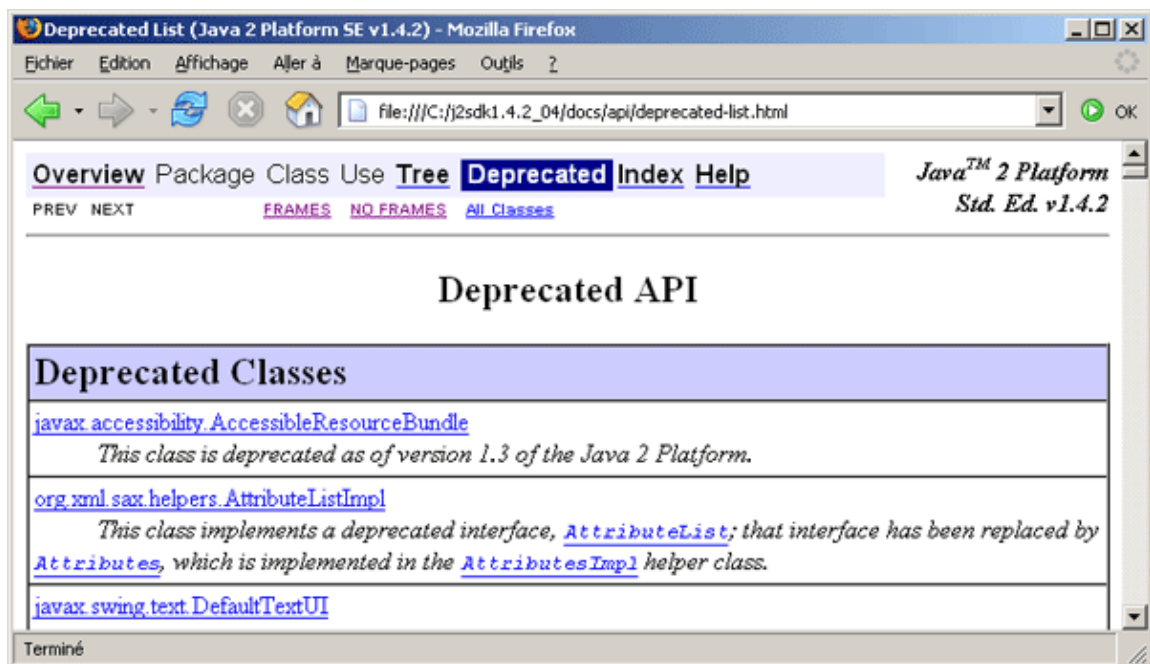 Deprecated List (Java 2 Platform SE v1.4.2) - Mozilla Firefox
Fichier Edition Affichage Aller à Marque-pages Outils ?
file:///C:/j2sdk1.4.2_04/docs/api/deprecated-list.html OK
Overview Package Class Use Tree Deprecated Index Help
Java™ 2 Platform
Std. Ed. v1.4.2
PREV NEXT FRAMES NO FRAMES All Classes
Deprecated API
Deprecated Classes
javax.accessibility.AccessibleResourceBundle
This class is deprecated as of version 1.3 of the Java 2 Platform.
org.xml.sax.helpers.AttributeListImpl
This class implements a deprecated interface, AttributeList; that interface has been replaced by
Attributes, which is implemented in the AttributesImpl helper class.
javax.swing.text.DefaultTextUI
Terminé